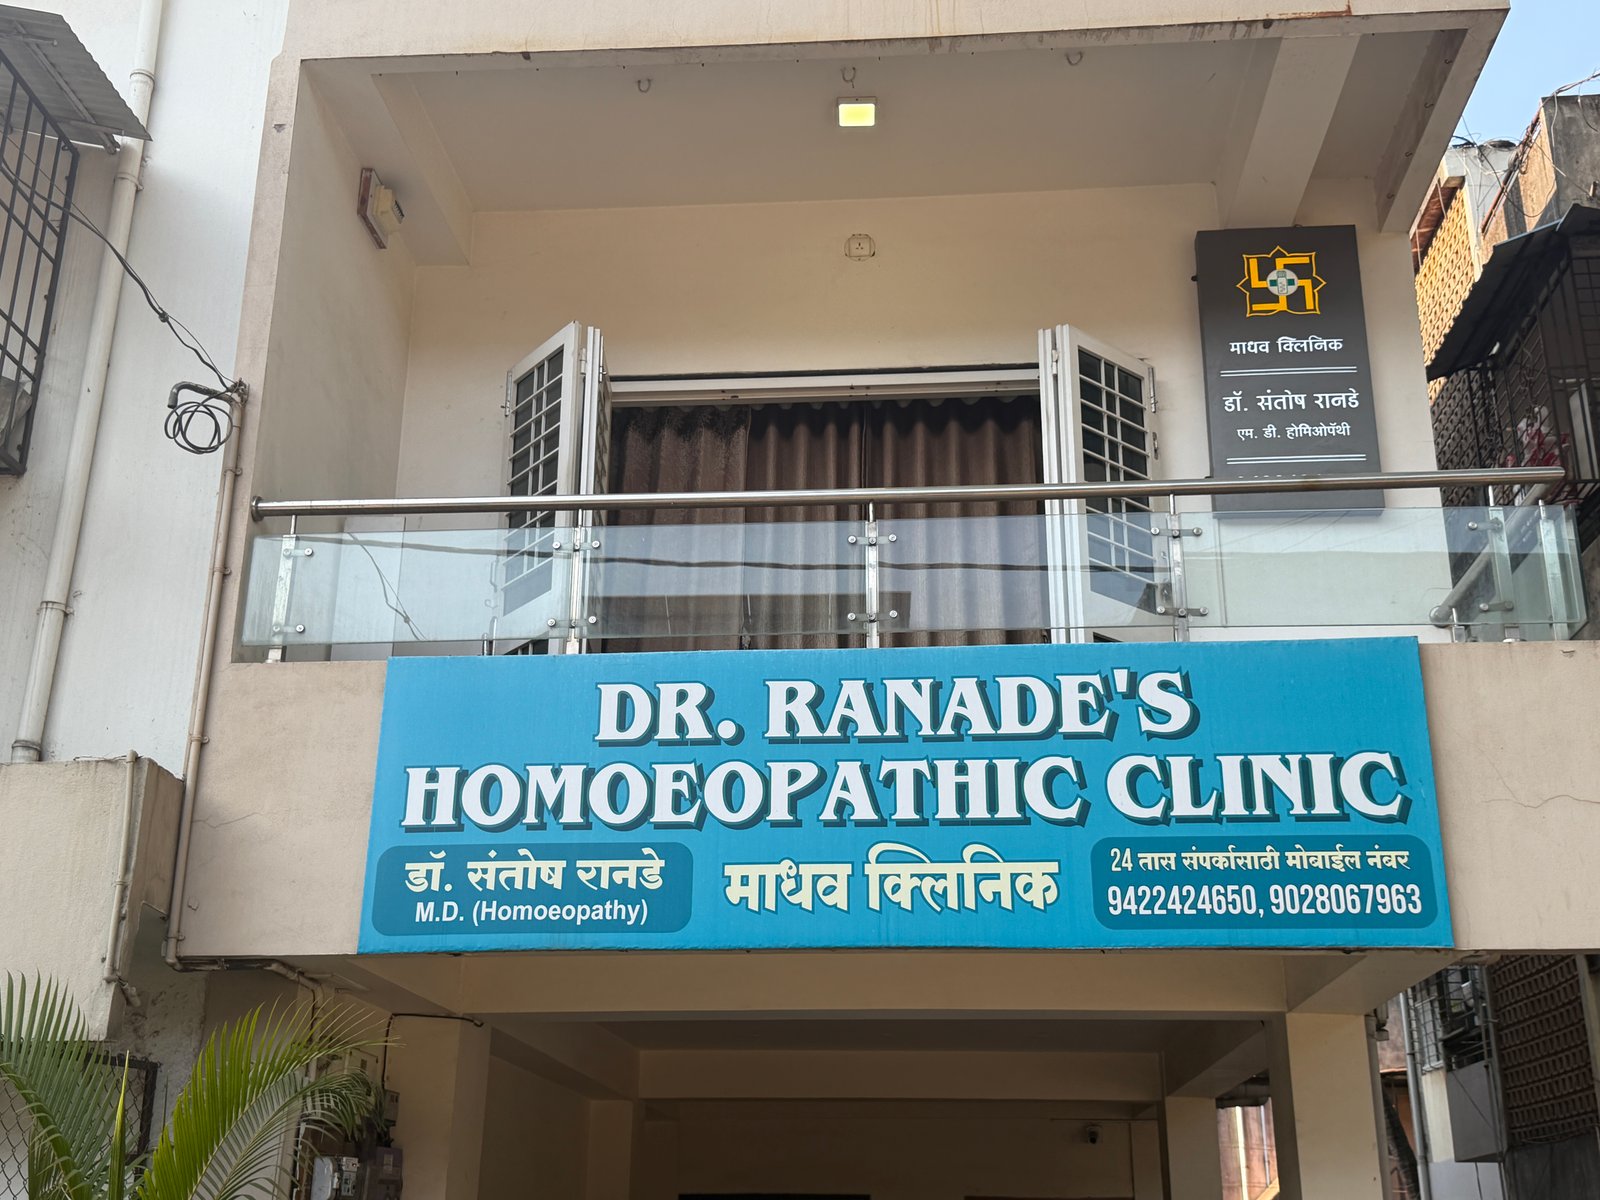 माधव क्लिनिक
डॉ. संतोष रानडे
एम. डी. होमिओपॅथी
DR. RANADE'S
HOMOEOPATHIC CLINIC
डॉ. संतोष रानडे
M.D. (Homoeopathy)
माधव क्लिनिक
24 तास संपर्कासाठी मोबाईल नंबर
9422424650, 9028067963